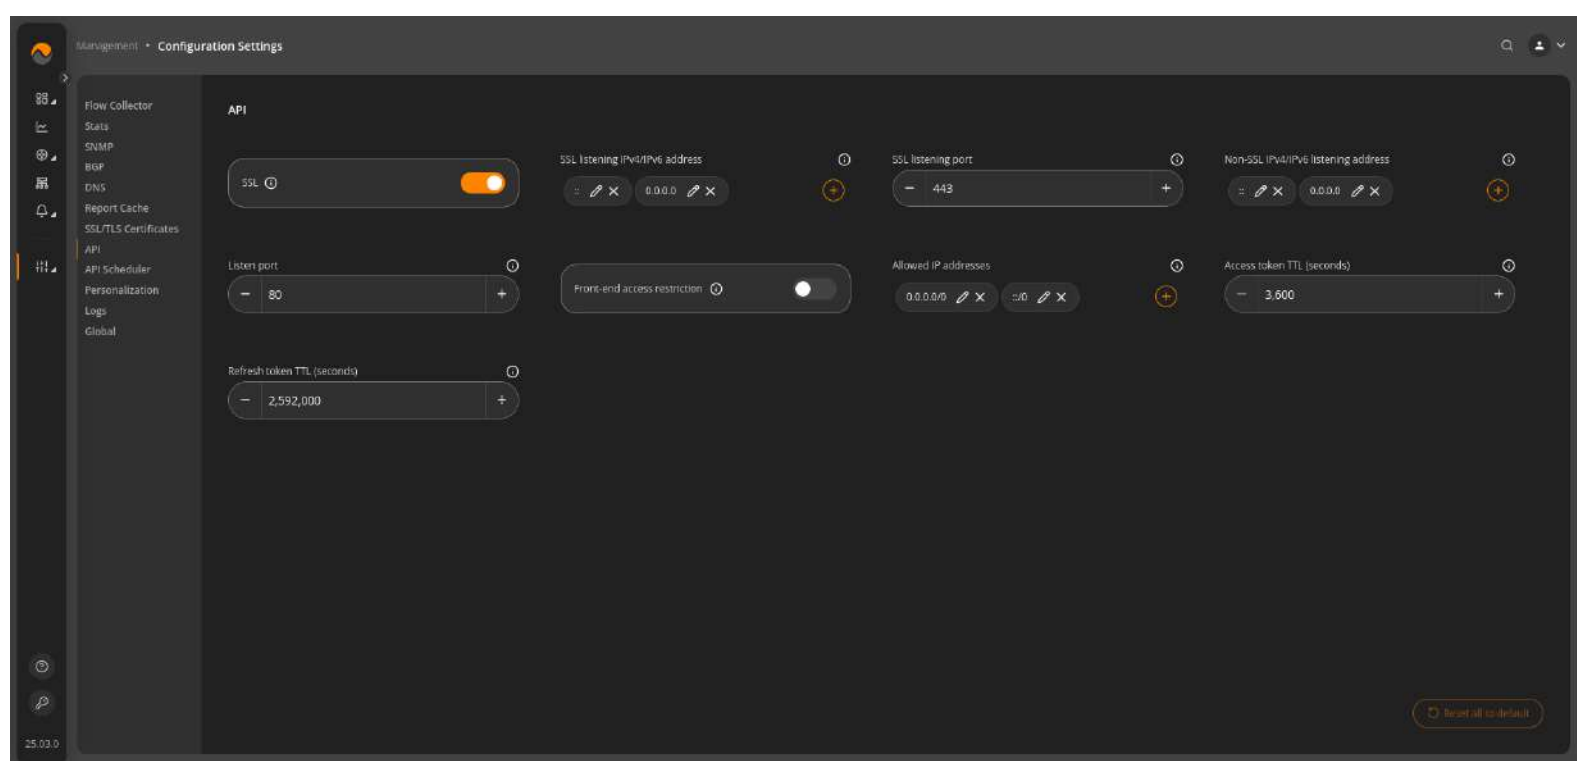 Management • Configuration Settings
Flow Collector
Stats
SNMP
BGP
DNS
Report Cache
SSL/TLS Certificates
API
API Scheduler
Personalization
Logs
Global
API
SSL
SSL listening IPv4/IPv6 address
:: 0.0.0.0
SSL listening port
443
Non-SSL IPv4/IPv6 listening address
:: 0.0.0.0
Listen port
80
Front-end access restriction
Allowed IP addresses
0.0.0.0/0 ::/0
Access token TTL (seconds)
3,600
Refresh token TTL (seconds)
2,592,000
Reset all to default
25.03.0